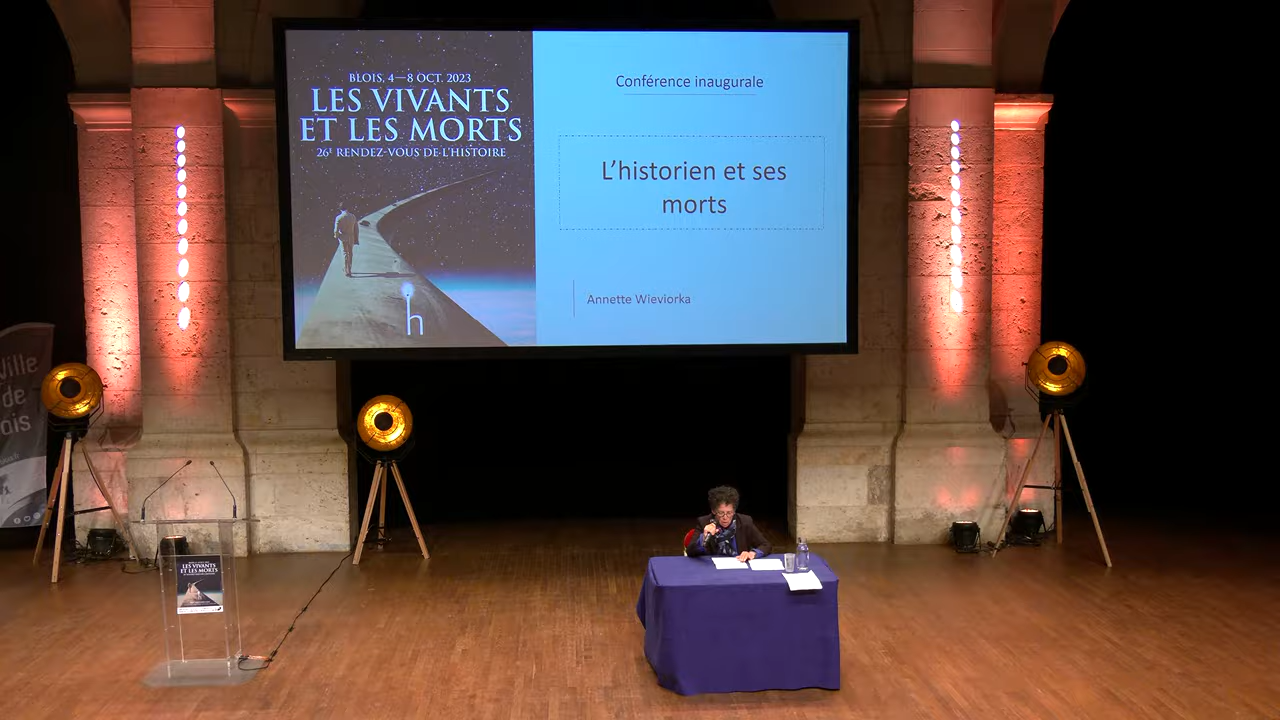 BLOIS, 4—8 OCT. 2023
LES VIVANTS
ET LES MORTS
26e RENDEZ-VOUS DE L'HISTOIRE
h
Conférence inaugurale
L'historien et ses
morts
Annette Wieviorka
Ville
de
LES VIVANTS
ET LES MORTS